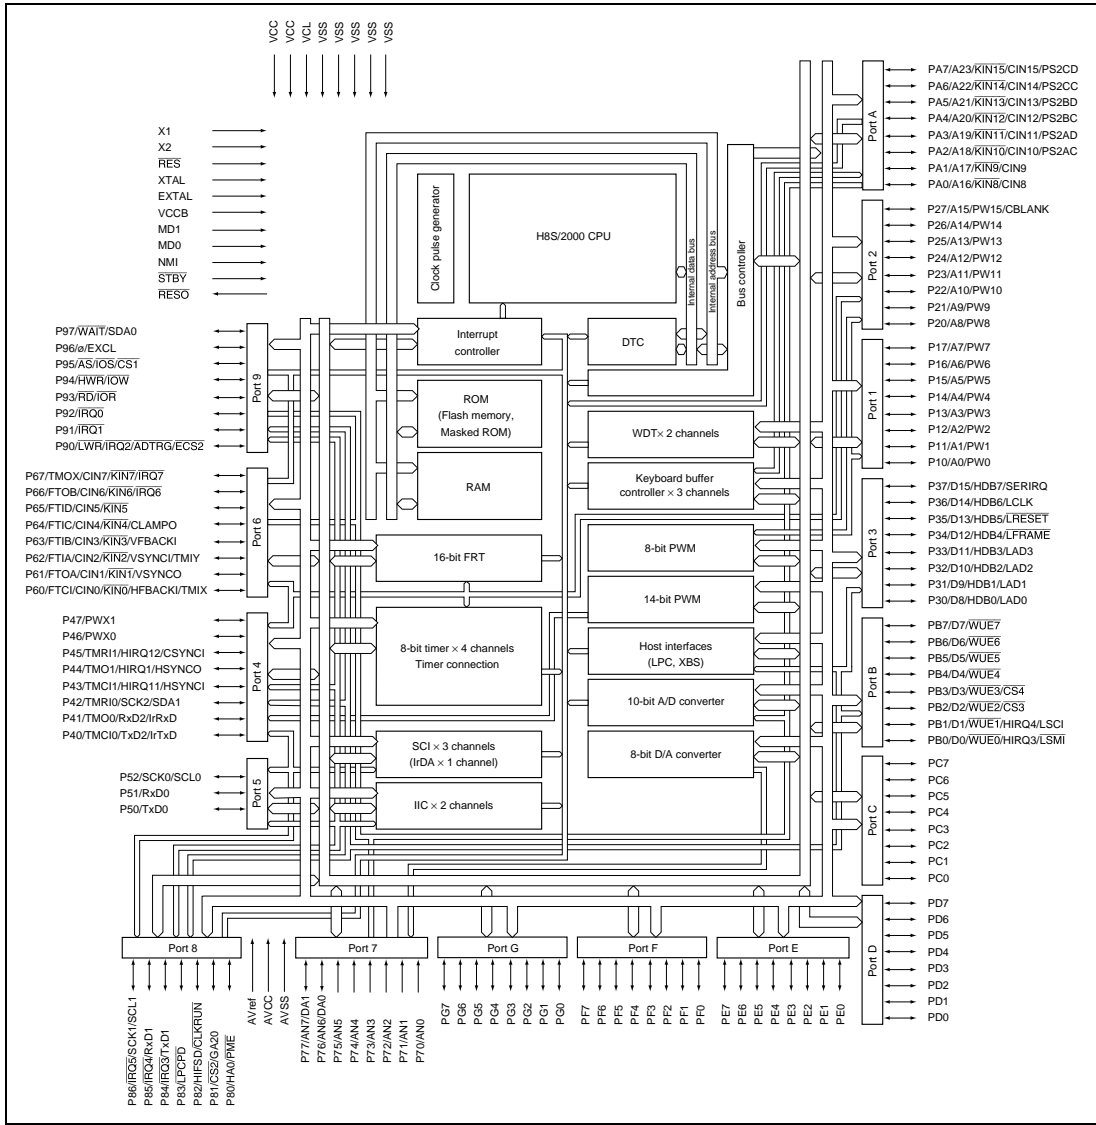 VCC
VCC
VCL
VSS
VSS
VSS
VSS
VSS
X1
X2
RES
XTAL
EXTAL
VCCB
MD1
MD0
NMI
STBY
RESO
P97/WAIT/SDA0
P96/ø/EXCL
P95/AS/IOS/CS1
P94/HWR/IOW
P93/RD/IOR
P92/IRQ0
P91/IRQ1
P90/LWR/IRQ2/ADTRG/ECS2
Port 9
P67/TMOX/CIN7/KIN7/IRQ7
P66/FTOB/CIN6/KIN6/IRQ6
P65/FTID/CIN5/KIN5
P64/FTIC/CIN4/KIN4/CLAMPO
P63/FTIB/CIN3/KIN3/VFBACKI
P62/FTIA/CIN2/KIN2/VSYNCI/TMIY
P61/FTOA/CIN1/KIN1/VSYNCO
P60/FTCI/CIN0/KIN0/HFBACKI/TMIX
Port 6
P47/PWX1
P46/PWX0
P45/TMRI1/HIRQ12/CSYNCI
P44/TMO1/HIRQ1/HSYNCO
P43/TMCI1/HIRQ11/HSYNCI
P42/TMRI0/SCK2/SDA1
P41/TMO0/RxD2/IrRxD
P40/TMCI0/TxD2/IrTxD
Port 4
P52/SCK0/SCL0
P51/RxD0
P50/TxD0
Port 5
Clock pulse generator
H8S/2000 CPU
Internal data bus
Internal address bus
Bus controller
Interrupt
controller
DTC
ROM
(Flash memory,
Masked ROM)
RAM
WDT × 2 channels
Keyboard buffer
controller × 3 channels
16-bit FRT
8-bit PWM
14-bit PWM
8-bit timer × 4 channels
Timer connection
Host interfaces
(LPC, XBS)
10-bit A/D converter
SCI × 3 channels
(IrDA × 1 channel)
8-bit D/A converter
IIC × 2 channels
Port A
PA7/A23/KIN15/CIN15/PS2CD
PA6/A22/KIN14/CIN14/PS2CC
PA5/A21/KIN13/CIN13/PS2BD
PA4/A20/KIN12/CIN12/PS2BC
PA3/A19/KIN11/CIN11/PS2AD
PA2/A18/KIN10/CIN10/PS2AC
PA1/A17/KIN9/CIN9
PA0/A16/KIN8/CIN8
Port 2
P27/A15/PW15/CBLANK
P26/A14/PW14
P25/A13/PW13
P24/A12/PW12
P23/A11/PW11
P22/A10/PW10
P21/A9/PW9
P20/A8/PW8
Port 1
P17/A7/PW7
P16/A6/PW6
P15/A5/PW5
P14/A4/PW4
P13/A3/PW3
P12/A2/PW2
P11/A1/PW1
P10/A0/PW0
Port 3
P37/D15/HDB7/SERIRQ
P36/D14/HDB6/LCLK
P35/D13/HDB5/LRESET
P34/D12/HDB4/LFRAME
P33/D11/HDB3/LAD3
P32/D10/HDB2/LAD2
P31/D9/HDB1/LAD1
P30/D8/HDB0/LAD0
Port B
PB7/D7/WUE7
PB6/D6/WUE6
PB5/D5/WUE5
PB4/D4/WUE4
PB3/D3/WUE3/CS4
PB2/D2/WUE2/CS3
PB1/D1/WUE1/HIRQ4/LSCI
PB0/D0/WUE0/HIRQ3/LSMI
Port C
PC7
PC6
PC5
PC4
PC3
PC2
PC1
PC0
Port D
PD7
PD6
PD5
PD4
PD3
PD2
PD1
PD0
Port 8
P86/IRQ5/SCK1/SCL1
P85/IRQ4/RxD1
P84/IRQ3/TxD1
P83/LPCPD
P82/HIFSD/CLKRUN
P81/CS2/GA20
P80/HA0/PME
AVref
AVCC
AVSS
Port 7
P77/AN7/DA1
P76/AN6/DA0
P75/AN5
P74/AN4
P73/AN3
P72/AN2
P71/AN1
P70/AN0
Port G
PG7
PG6
PG5
PG4
PG3
PG2
PG1
PG0
Port F
PF7
PF6
PF5
PF4
PF3
PF2
PF1
PF0
Port E
PE7
PE6
PE5
PE4
PE3
PE2
PE1
PE0